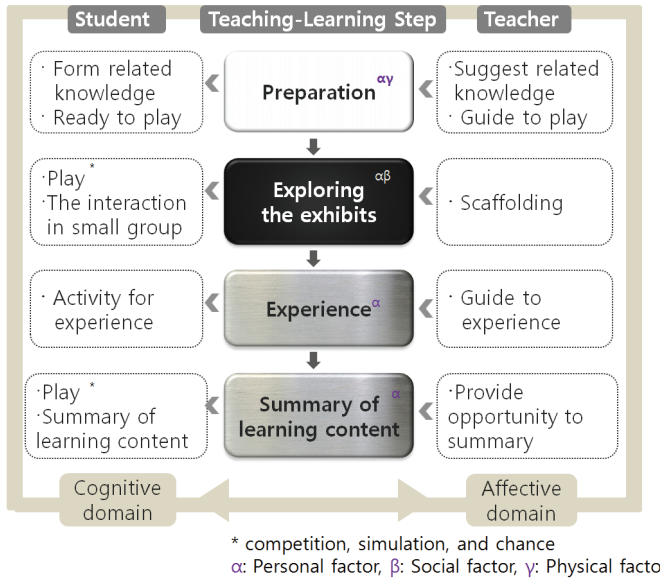 Student
Teaching-Learning Step
Teacher
· Form related
knowledge
· Ready to play
Preparation αγ
·Suggest related
knowledge
· Guide to play
·Play *
·The interaction
in small group
Exploring αβ
the exhibits
· Scaffolding
· Activity for
experience
Experience α
· Guide to
experience
·Play *
·Summary of
learning content
Summary of α
learning content
·Provide
opportunity to
summary
Cognitive
domain
Affective
domain
* competition, simulation, and chance
α: Personal factor, β: Social factor, γ: Physical facto